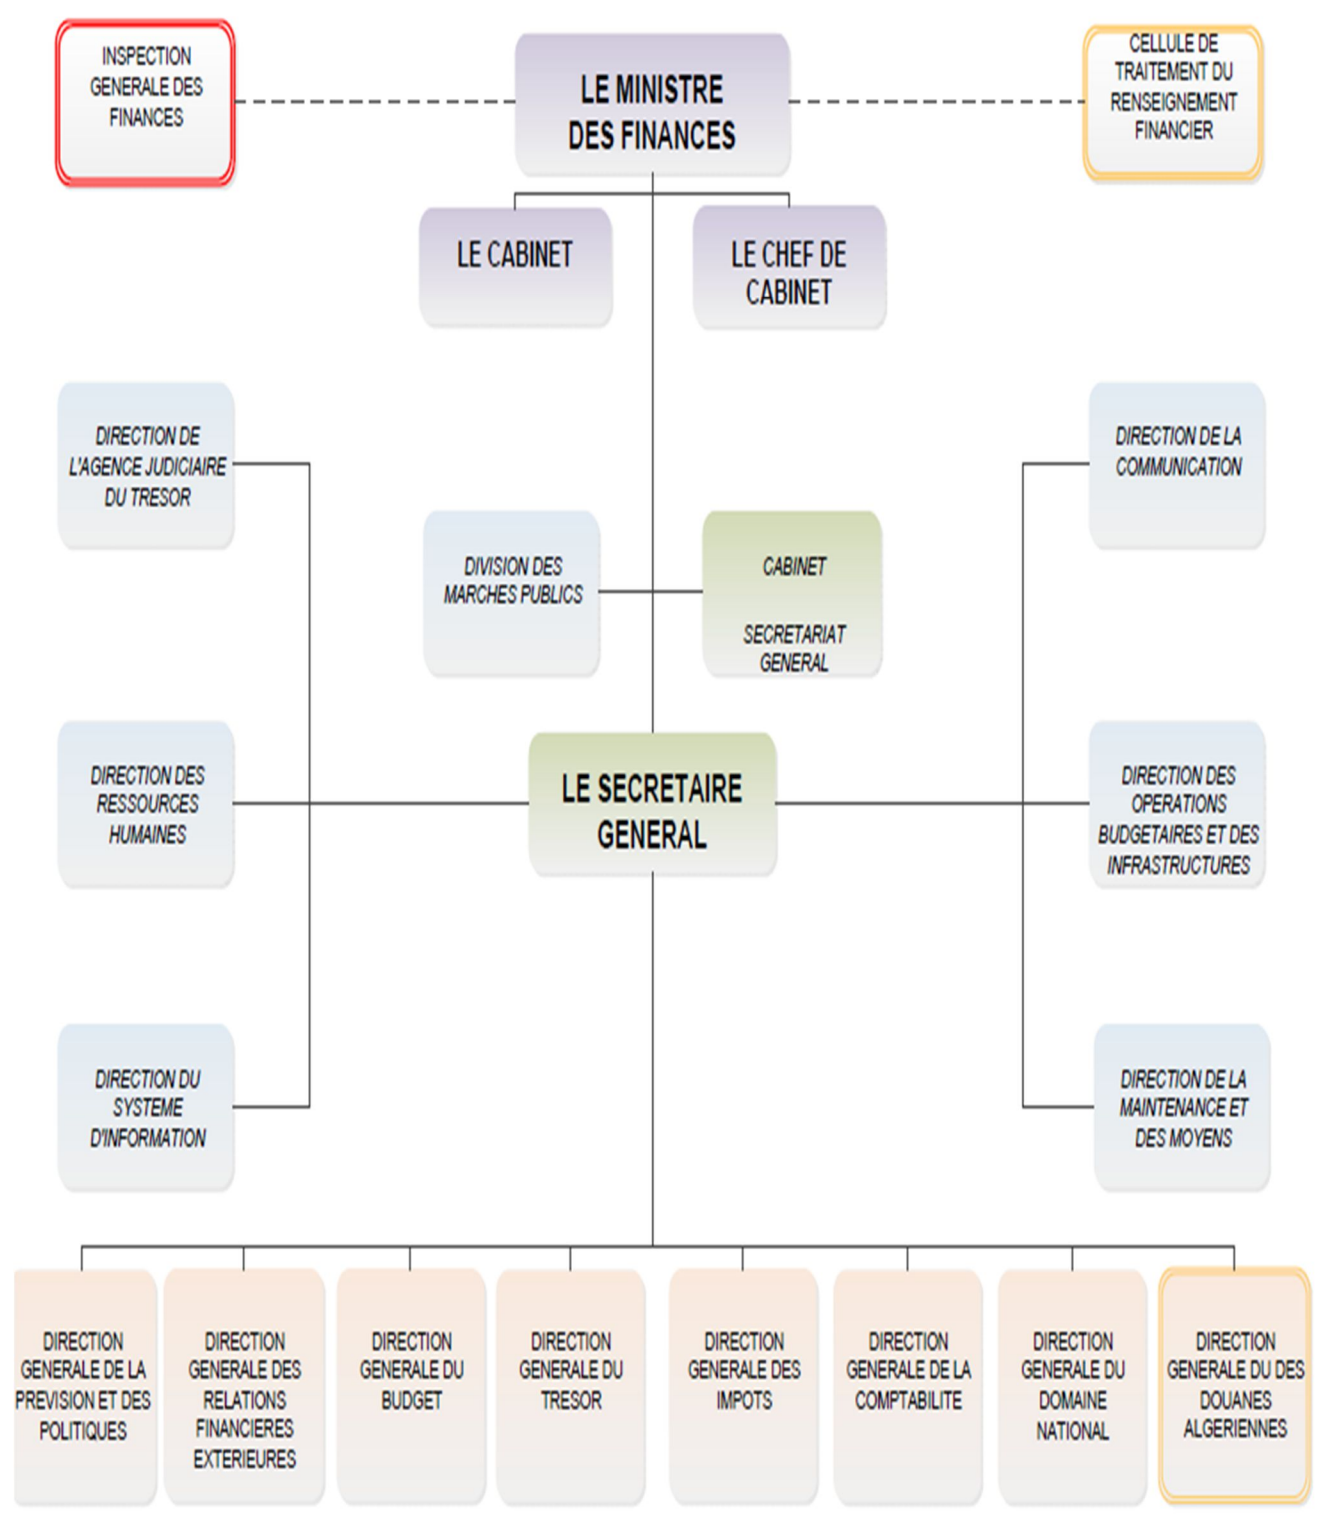 INSPECTION
GENERALE DES
FINANCES
LE MINISTRE
DES FINANCES
CELLULE DE
TRAITEMENT DU
RENSEIGNEMENT
FINANCIER
LE CABINET
LE CHEF DE
CABINET
DIRECTION DE
L'AGENCE JUDICIAIRE
DU TRESOR
DIRECTION DE LA
COMMUNICATION
DIVISION DES
MARCHES PUBLICS
CABINET
SECRETARIAT
GENERAL
DIRECTION DES
RESSOURCES
HUMAINES
LE SECRETAIRE
GENERAL
DIRECTION DES
OPERATIONS
BUDGETAIRES ET DES
INFRASTRUCTURES
DIRECTION DU
SYSTEME
D'INFORMATION
DIRECTION DE LA
MAINTENANCE ET
DES MOYENS
DIRECTION
GENERALE DE LA
PREVISION ET DES
POLITIQUES
DIRECTION
GENERALE DES
RELATIONS
FINANCIERES
EXTERIEURES
DIRECTION
GENERALE DU
BUDGET
DIRECTION
GENERALE DU
TRESOR
DIRECTION
GENERALE DES
IMPOTS
DIRECTION
GENERALE DE LA
COMPTABILITE
DIRECTION
GENERALE DU
DOMAINE
NATIONAL
DIRECTION
GENERALE DU DES
DOUANES
ALGERIENNES